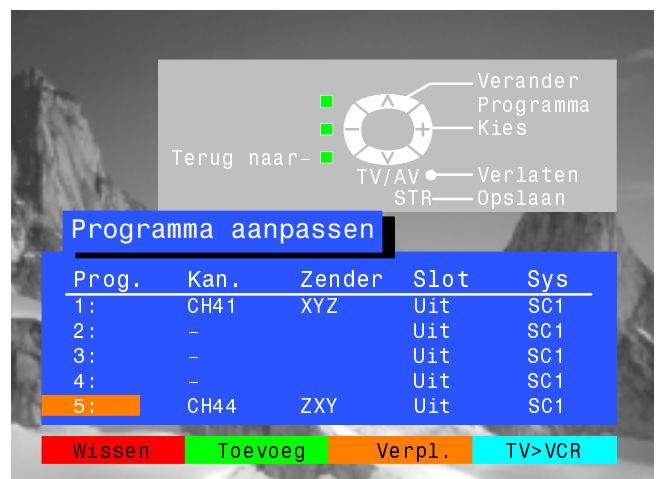 Verander
Programma
Kies
Terug naar
TV/AV Verlaten
STR Opslaan
Programma aanpassen
Prog. Kan. Zender Slot Sys
1: CH41 XYZ Uit SC1
2: – Uit SC1
3: – Uit SC1
4: – Uit SC1
5: CH44 ZXY Uit SC1
Wissen Toevoeg Verpl. TV>VCR